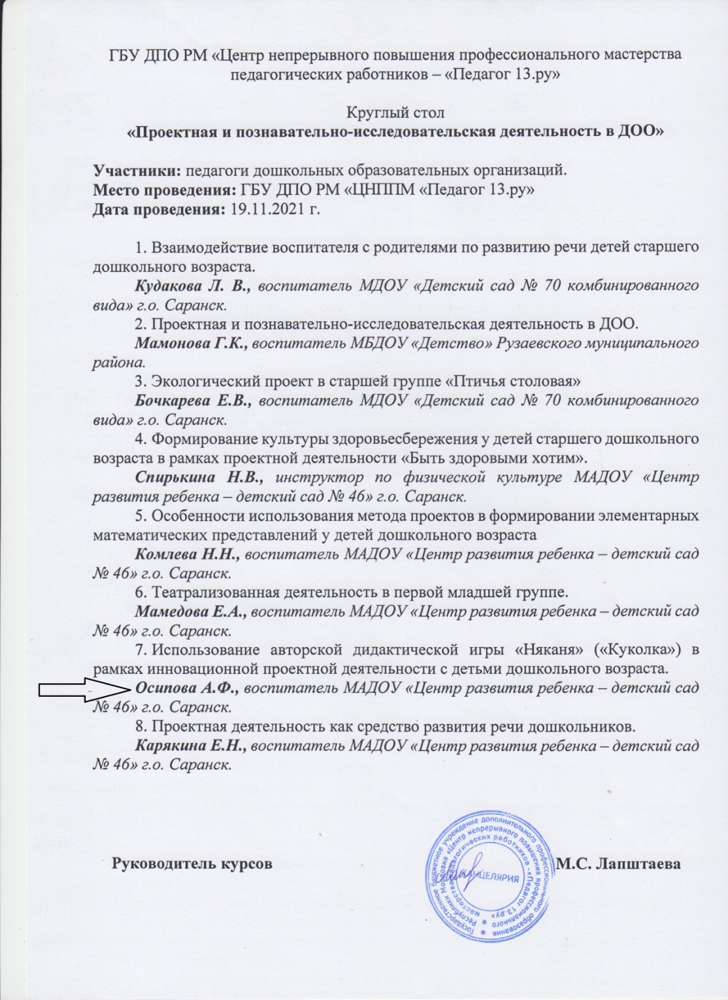 ГБУ ДПО РМ «Центр непрерывного повышения профессионального мастерства
педагогических работников – «Педагог 13.ру»
Круглый стол
«Проектная и познавательно-исследовательская деятельность в ДОО»
Участники: педагоги дошкольных образовательных организаций.
Место проведения: ГБУ ДПО РМ «ЦНППМ «Педагог 13.ру»
Дата проведения: 19.11.2021 г.
1. Взаимодействие воспитателя с родителями по развитию речи детей старшего
дошкольного возраста.
Кудакова Л. В., воспитатель МДОУ «Детский сад № 70 комбинированного
вида» г.о. Саранск.
2. Проектная и познавательно-исследовательская деятельность в ДОО.
Мамонова Г.К., воспитатель МБДОУ «Детство» Рузаевского муниципального
района.
3. Экологический проект в старшей группе «Птичья столовая»
Бочкарева Е.В., воспитатель МДОУ «Детский сад № 70 комбинированного
вида» г.о. Саранск.
4. Формирование культуры здоровьесбережения у детей старшего дошкольного
возраста в рамках проектной деятельности «Быть здоровыми хотим».
Спирькина Н.В., инструктор по физической культуре МАДОУ «Центр
развития ребенка – детский сад № 46» г.о. Саранск.
5. Особенности использования метода проектов в формировании элементарных
математических представлений у детей дошкольного возраста
Комлева Н.Н., воспитатель МАДОУ «Центр развития ребенка – детский сад
№ 46» г.о. Саранск.
6. Театрализованная деятельность в первой младшей группе.
Мамедова Е.А., воспитатель МАДОУ «Центр развития ребенка – детский сад
№ 46» г.о. Саранск.
7. Использование авторской дидактической игры «Няканя» («Куколка») в
рамках инновационной проектной деятельности с детьми дошкольного возраста.
Осипова А.Ф., воспитатель МАДОУ «Центр развития ребенка – детский сад
№ 46» г.о. Саранск.
8. Проектная деятельность как средство развития речи дошкольников.
Карякина Е.Н., воспитатель МАДОУ «Центр развития ребенка – детский сад
№ 46» г.о. Саранск.
Руководитель курсов
М.С. Лапштаева
Государственное бюджетное учреждение дополнительного профессионального образования
Республики Мордовия «Центр непрерывного повышения профессионального
мастерства педагогических работников - «Педагог 13.ру»
КАНЦЕЛЯРИЯ